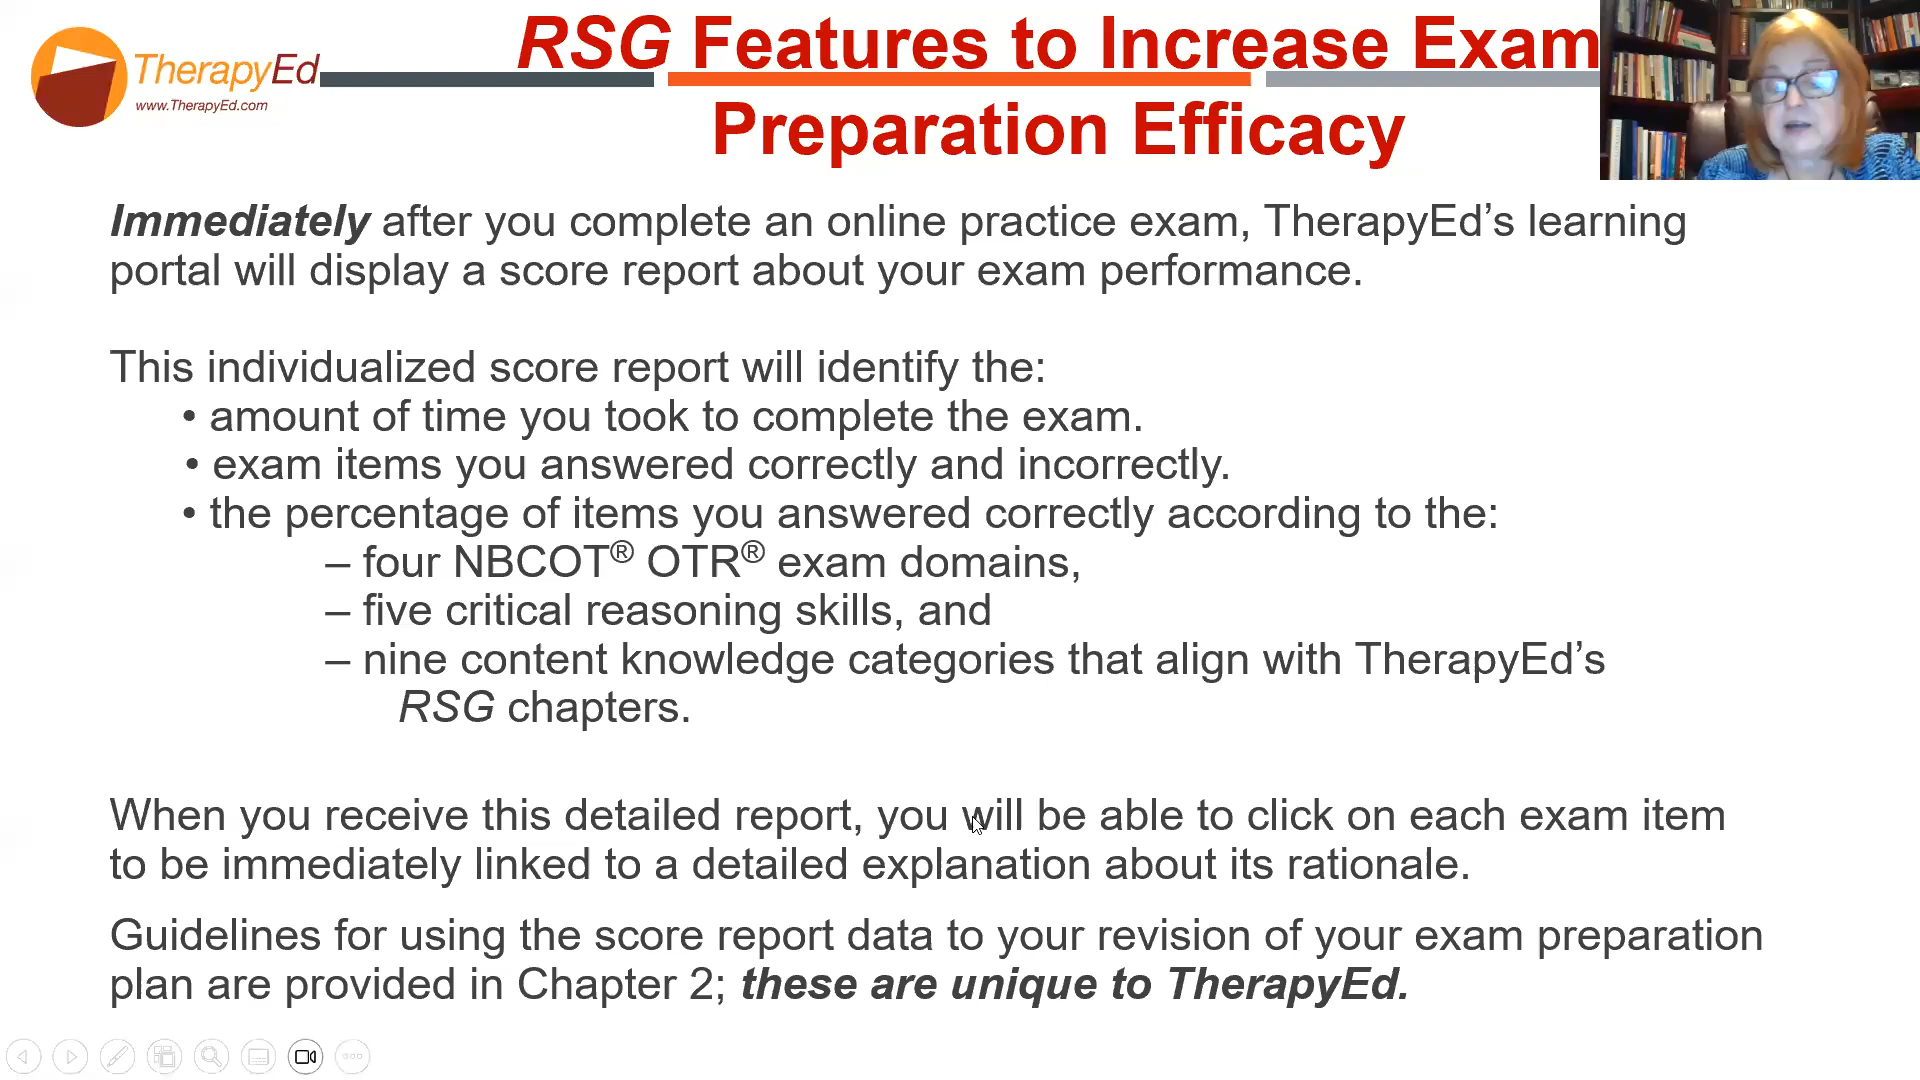 TherapyEd
www.TherapyEd.com
RSG Features to Increase Exam
Preparation Efficacy
Immediately after you complete an online practice exam, TherapyEd’s learning
portal will display a score report about your exam performance.
This individualized score report will identify the:
• amount of time you took to complete the exam.
• exam items you answered correctly and incorrectly.
• the percentage of items you answered correctly according to the:
– four NBCOT® OTR® exam domains,
– five critical reasoning skills, and
– nine content knowledge categories that align with TherapyEd’s
RSG chapters.
When you receive this detailed report, you will be able to click on each exam item
to be immediately linked to a detailed explanation about its rationale.
Guidelines for using the score report data to your revision of your exam preparation
plan are provided in Chapter 2; these are unique to TherapyEd.